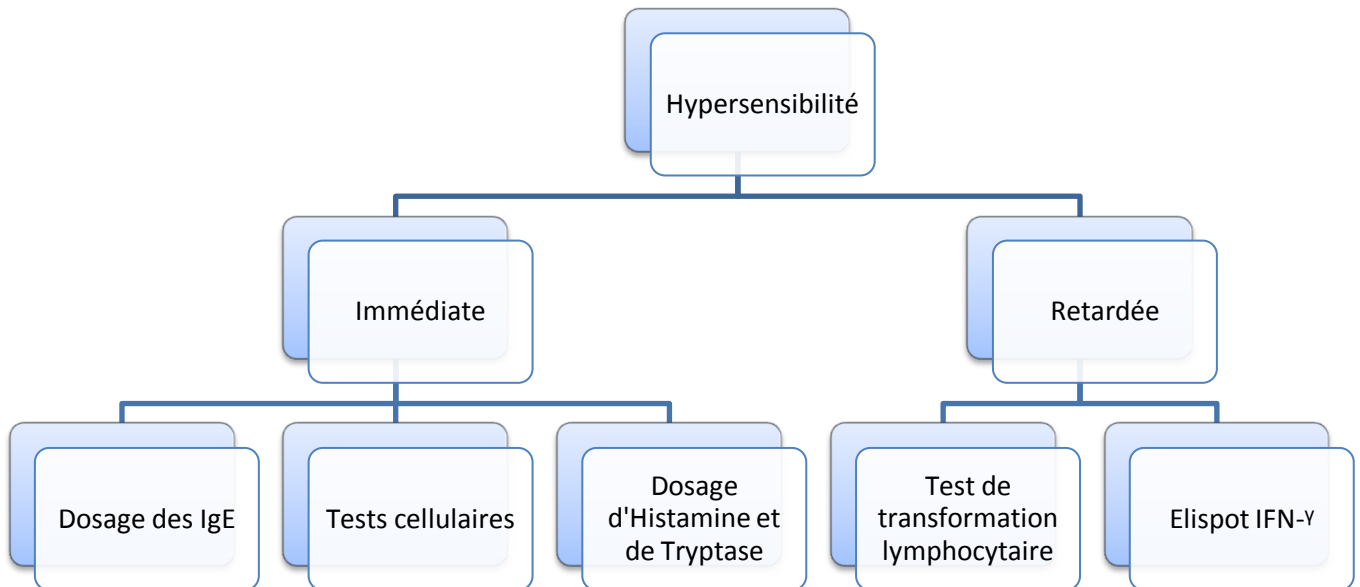 Hypersensibilité
Immédiate
Retardée
Dosage des IgE
Tests cellulaires
Dosage
d'Histamine et
de Tryptase
Test de
transformation
lymphocytaire
Elispot IFN-γ